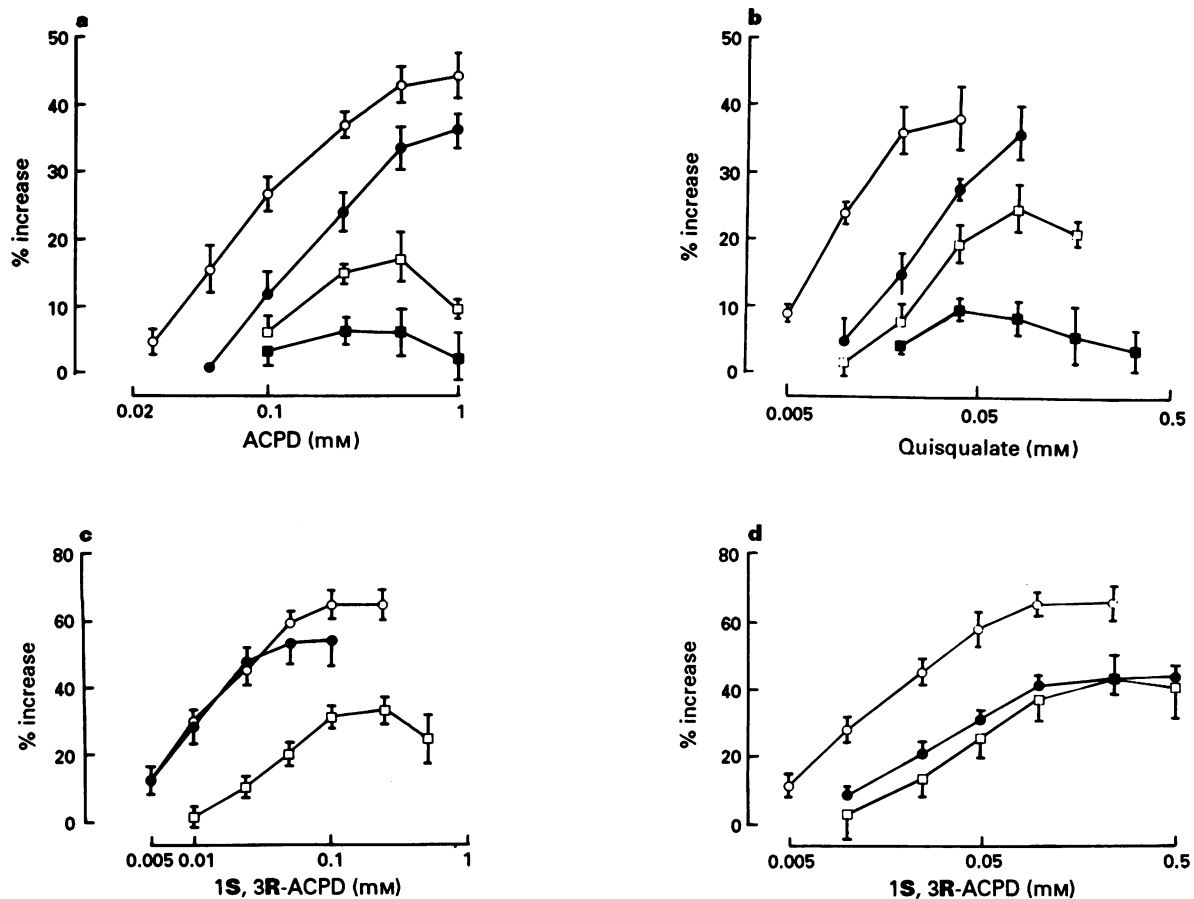 a
50
40
30
20
10
0
% increase
0.02 0.1 1
ACPD (mM)
b
50
40
30
20
10
0
% increase
0.005 0.05 0.5
Quisqualate (mM)
c
80
60
40
20
0
% increase
0.005 0.01 0.1 1
1S, 3R-ACPD (mM)
d
80
60
40
20
0
% increase
0.005 0.05 0.5
1S, 3R-ACPD (mM)